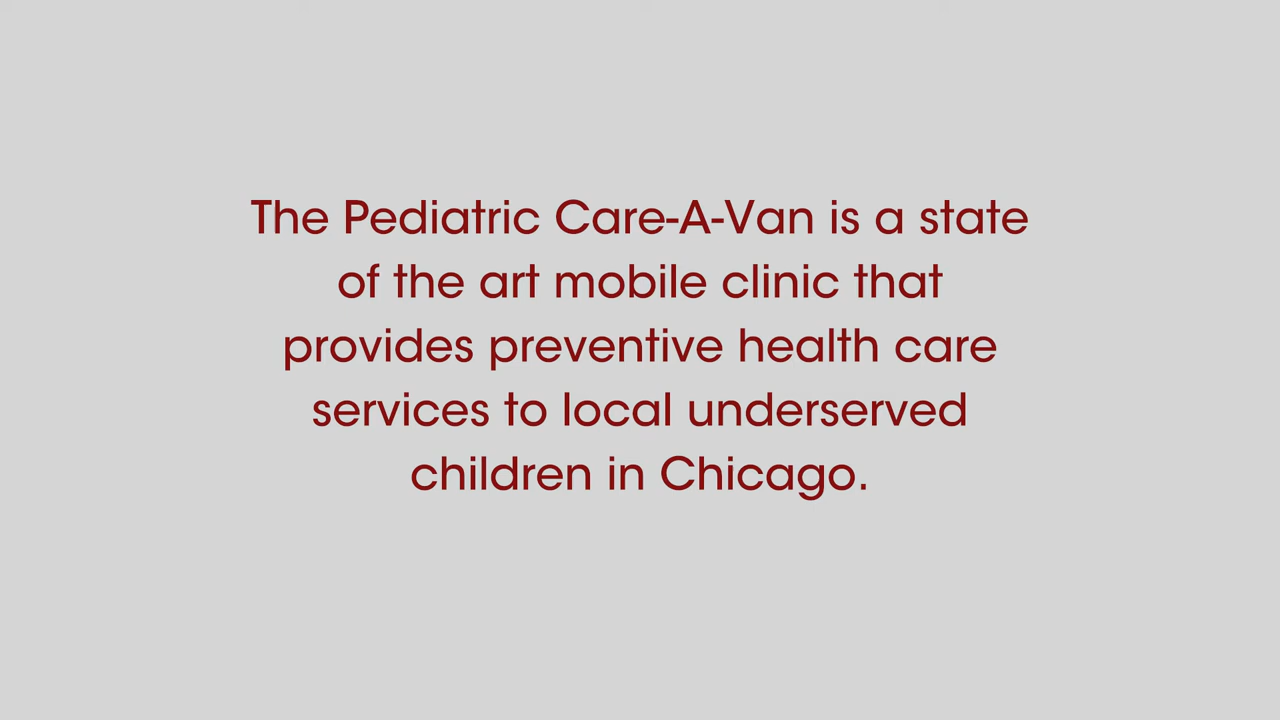 The Pediatric Care-A-Van is a state
of the art mobile clinic that
provides preventive health care
services to local underserved
children in Chicago.